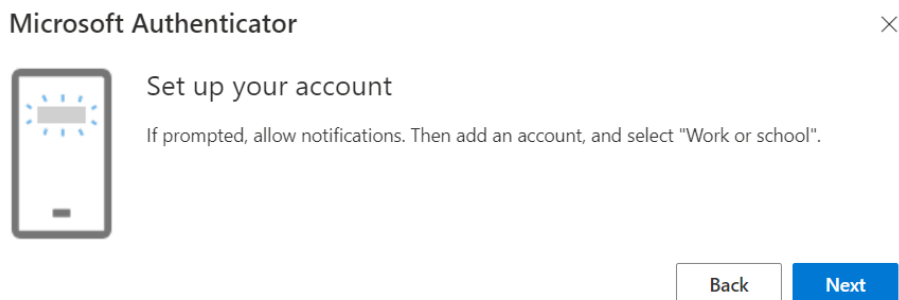 Microsoft Authenticator
Set up your account
If prompted, allow notifications. Then add an account, and select "Work or school".
Back
Next